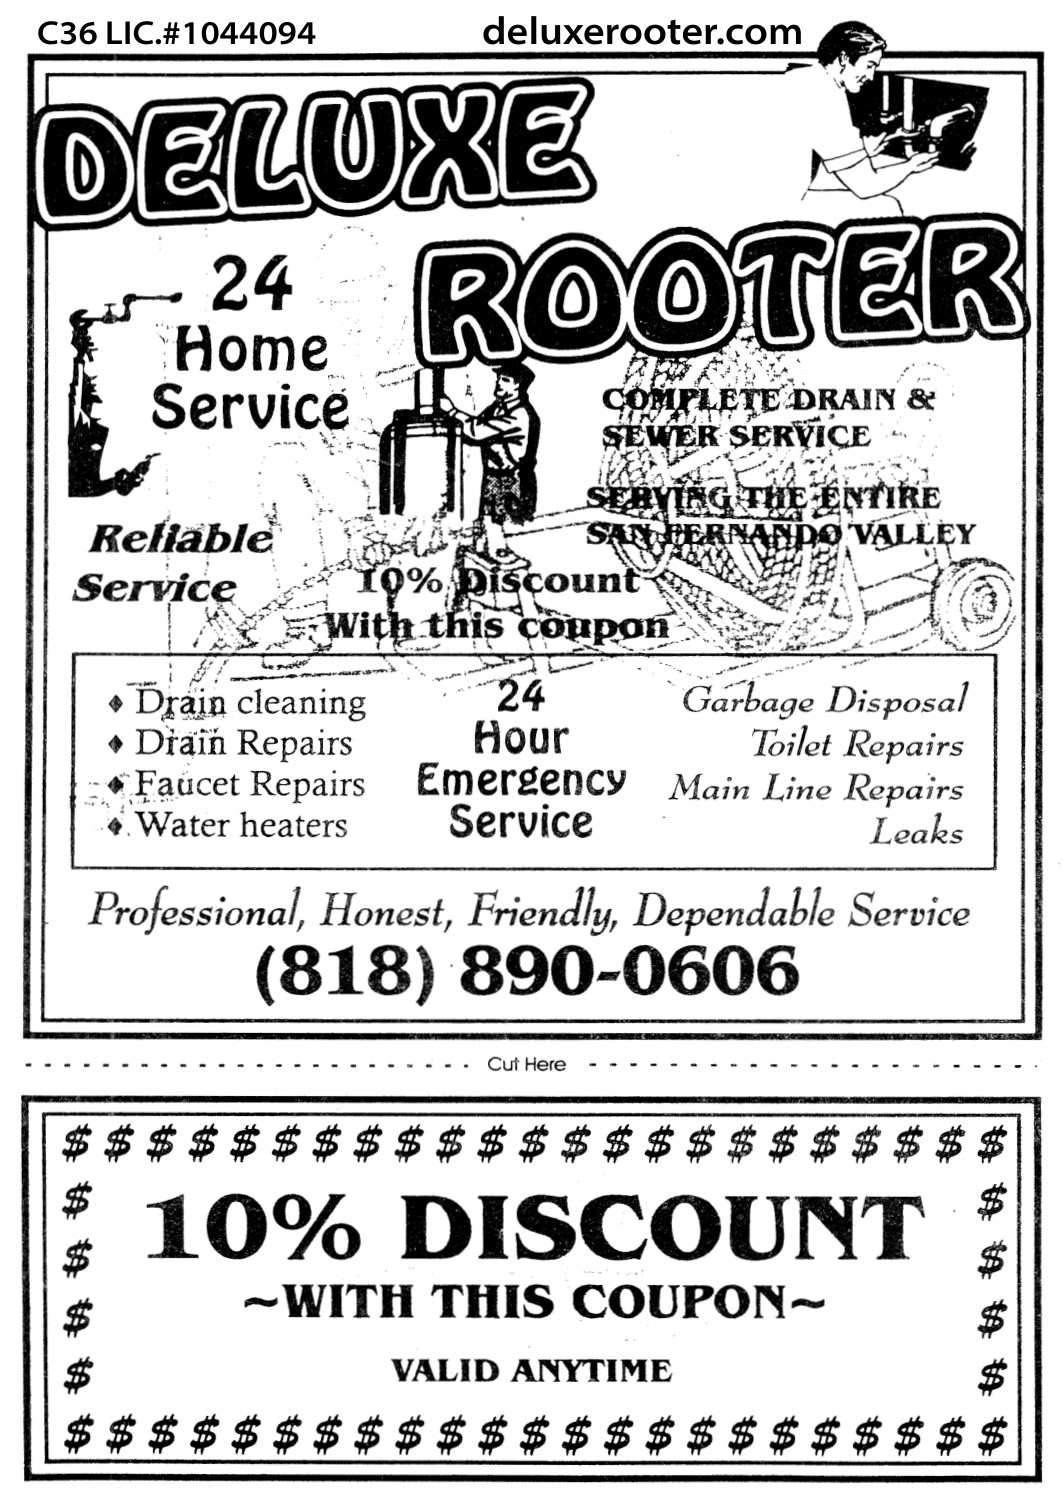 C36 LIC.#1044094
deluxerooter.com
DELUXE
ROOTER
24
Home
Service
COMPLETE DRAIN &
SEWER SERVICE
SERVING THE ENTIRE
SAN FERNANDO VALLEY
Reliable
Service
10% Discount
With this coupon
Drain cleaning
Drain Repairs
Faucet Repairs
Water heaters
24
Hour
Emergency
Service
Garbage Disposal
Toilet Repairs
Main Line Repairs
Leaks
Professional, Honest, Friendly, Dependable Service
(818) 890-0606
Cut Here
$ $ $ $ $ $ $ $ $ $ $ $ $ $ $ $ $ $ $ $ $ $ $
$ $
$ $
$ $
$ $
10% DISCOUNT
~WITH THIS COUPON~
VALID ANYTIME
$ $ $ $ $ $ $ $ $ $ $ $ $ $ $ $ $ $ $ $ $ $ $